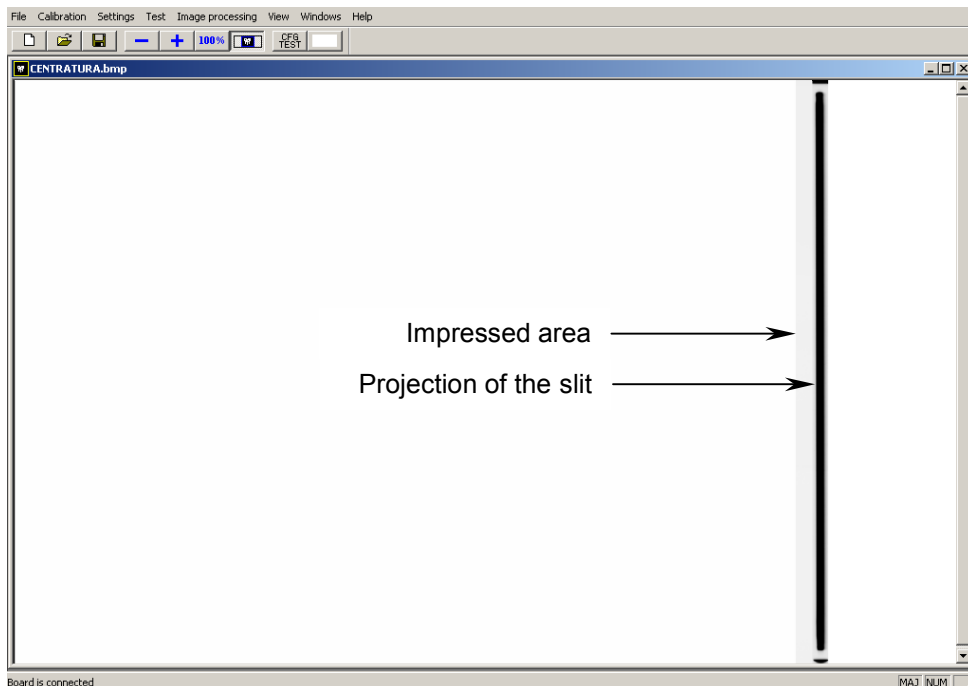 File Calibration Settings Test Image processing View Windows Help
100% CFG
TEST
CENTRATURA.bmp
Impressed area
Projection of the slit
Board is connected MAJ NUM